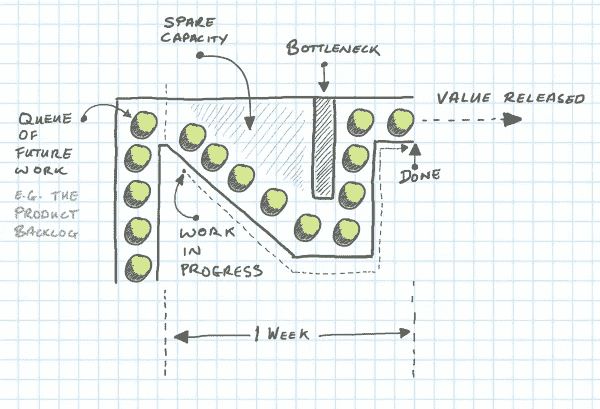 SPARE
CAPACITY
BOTTLENECK
VALUE RELEASED
QUEUE
OF
FUTURE
WORK
E.G. THE
PRODUCT
BACKLOG
DONE
WORK
IN
PROGRESS
1 WEEK